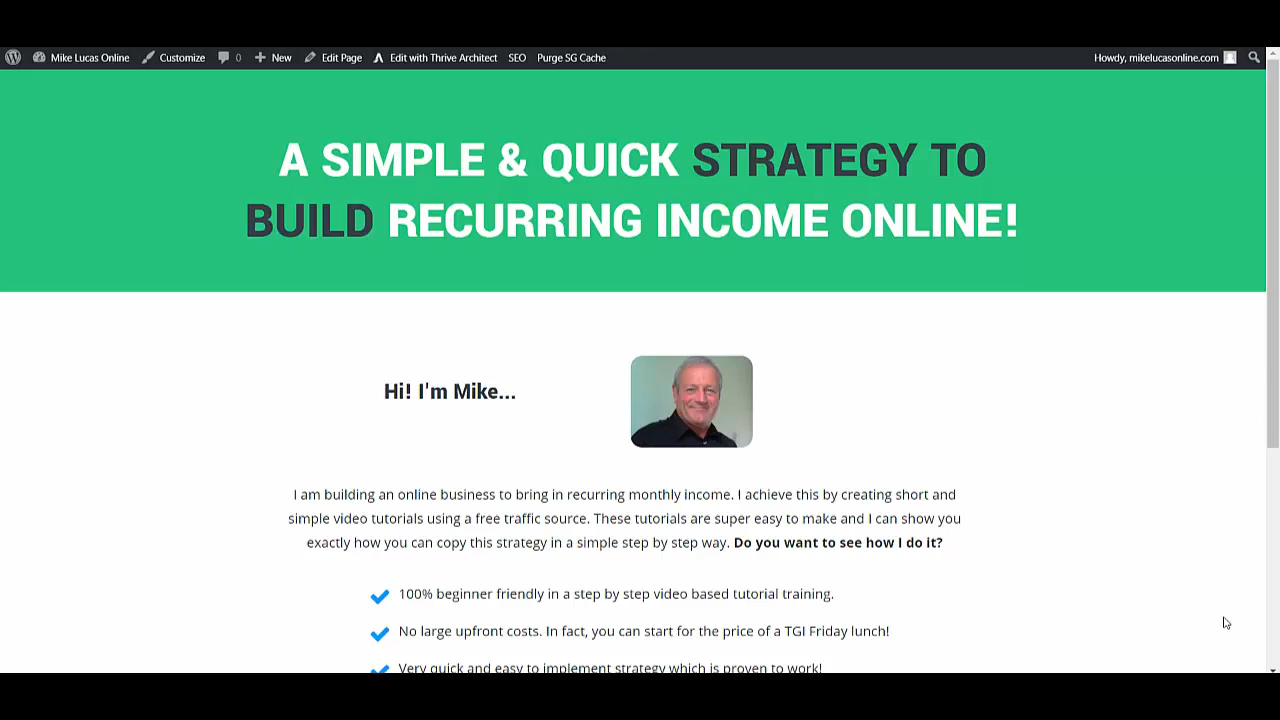 Mike Lucas Online Customize 0 New Edit Page Edit with Thrive Architect SEO Purge SG Cache Howdy, mikelucasonline.com
A SIMPLE & QUICK STRATEGY TO
BUILD RECURRING INCOME ONLINE!
Hi! I'm Mike...
I am building an online business to bring in recurring monthly income. I achieve this by creating short and
simple video tutorials using a free traffic source. These tutorials are super easy to make and I can show you
exactly how you can copy this strategy in a simple step by step way. Do you want to see how I do it?
100% beginner friendly in a step by step video based tutorial training.
No large upfront costs. In fact, you can start for the price of a TGI Friday lunch!
Very quick and easy to implement strategy which is proven to work!